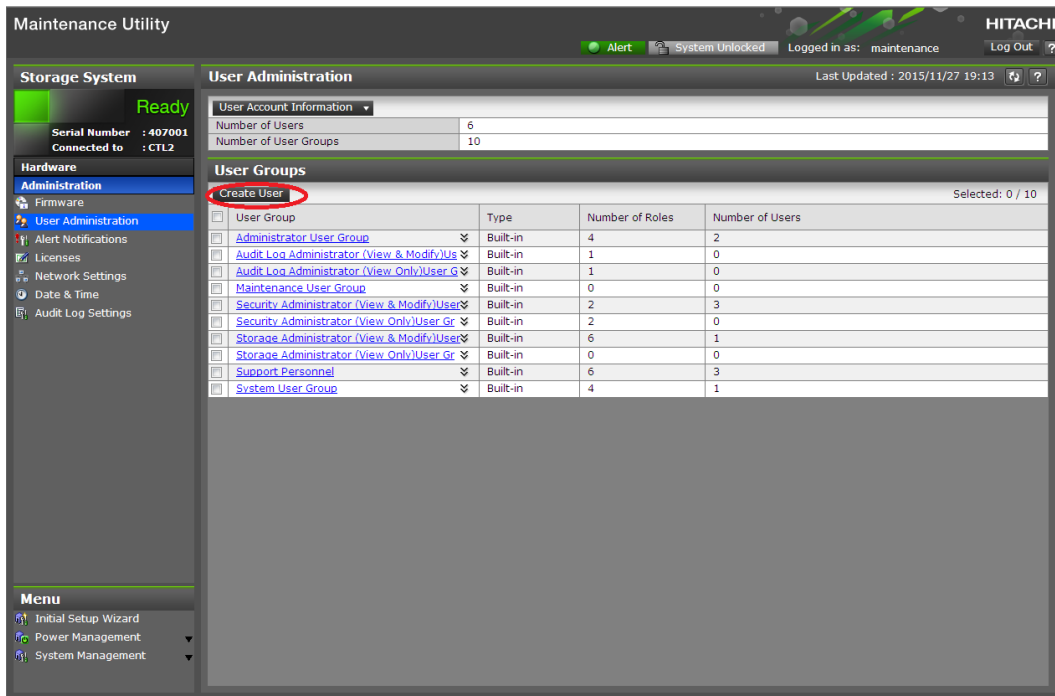 Maintenance Utility
HITACHI
Alert
System Unlocked
Logged in as: maintenance
Log Out ?
Storage System
Ready
Serial Number : 407001
Connected to : CTL2
Hardware
Administration
Firmware
User Administration
Alert Notifications
Licenses
Network Settings
Date & Time
Audit Log Settings
Menu
Initial Setup Wizard
Power Management
System Management
User Administration
Last Updated : 2015/11/27 19:13 ?
User Account Information
Number of Users 6
Number of User Groups 10
User Groups
Create User
Selected: 0 / 10
User Group Type Number of Roles Number of Users
Administrator User Group Built-in 4 2
Audit Log Administrator (View & Modify)Us Built-in 1 0
Audit Log Administrator (View Only)User G Built-in 1 0
Maintenance User Group Built-in 0 0
Security Administrator (View & Modify)User Built-in 2 3
Security Administrator (View Only)User Gr Built-in 2 0
Storage Administrator (View & Modify)User Built-in 6 1
Storage Administrator (View Only)User Gr Built-in 0 0
Support Personnel Built-in 6 3
System User Group Built-in 4 1